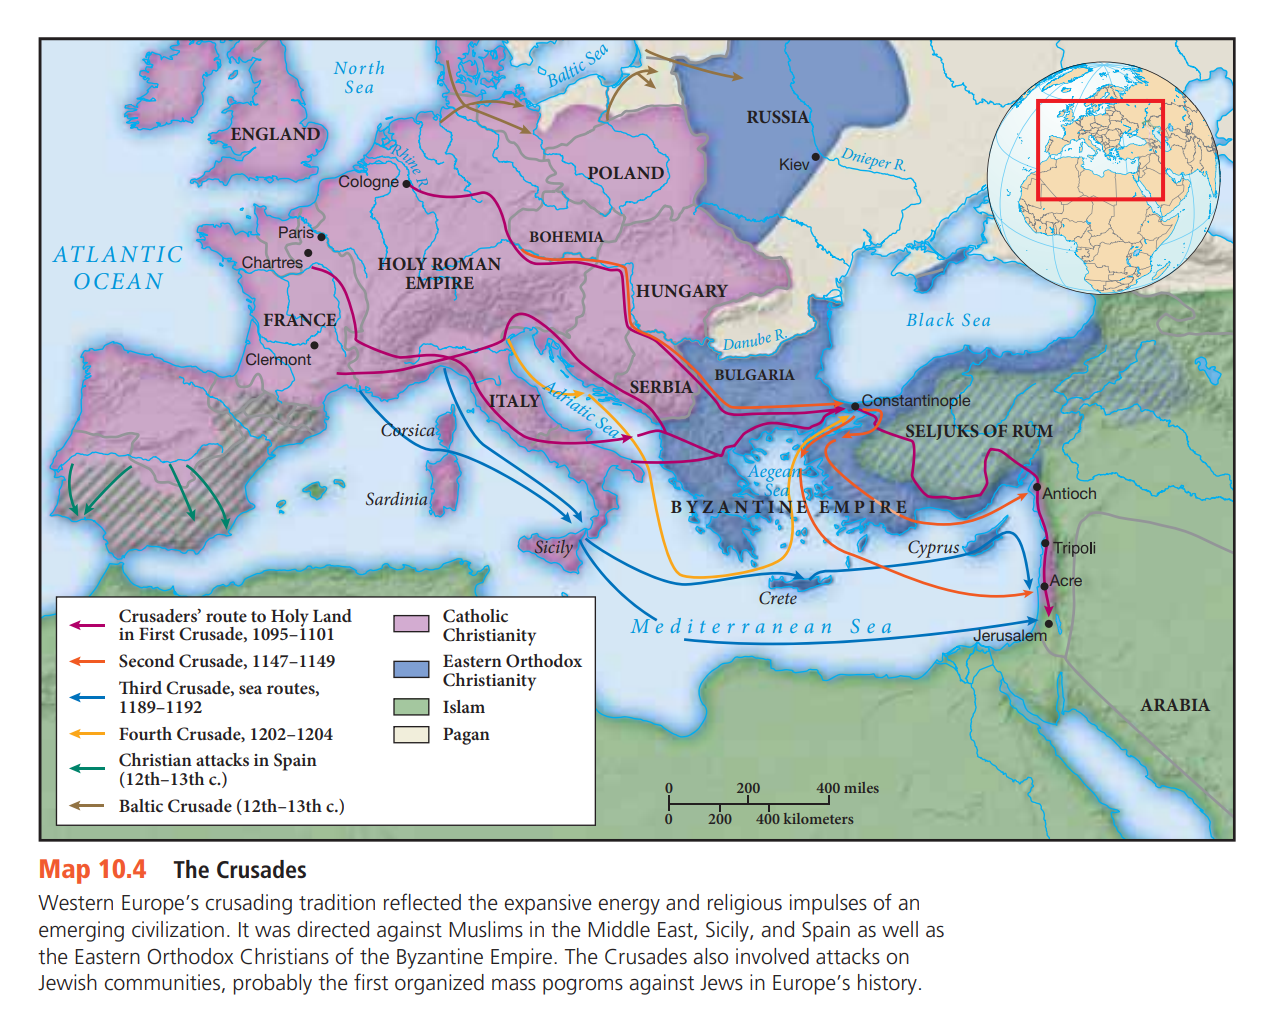 North
Sea
Baltic Sea
ENGLAND
RUSSIA
Kiev
Dnieper R.
Rhine R.
Cologne
POLAND
Paris
Chartres
BOHEMIA
ATLANTIC
OCEAN
HOLY ROMAN
EMPIRE
HUNGARY
FRANCE
Clermont
Black Sea
Danube R.
BULGARIA
SERBIA
ITALY
Adriatic Sea
Constantinople
SELJUKS OF RUM
Corsica
Aegean
Sea
Sardinia
BYZANTINE EMPIRE
Antioch
Sicily
Cyprus
Tripoli
Crete
Acre
Mediterranean Sea
Jerusalem
ARABIA
Crusaders’ route to Holy Land
in First Crusade, 1095–1101
Second Crusade, 1147–1149
Third Crusade, sea routes,
1189–1192
Fourth Crusade, 1202–1204
Christian attacks in Spain
(12th–13th c.)
Baltic Crusade (12th–13th c.)
Catholic
Christianity
Eastern Orthodox
Christianity
Islam
Pagan
0 200 400 miles
0 200 400 kilometers
Map 10.4 The Crusades
Western Europe’s crusading tradition reflected the expansive energy and religious impulses of an
emerging civilization. It was directed against Muslims in the Middle East, Sicily, and Spain as well as
the Eastern Orthodox Christians of the Byzantine Empire. The Crusades also involved attacks on
Jewish communities, probably the first organized mass pogroms against Jews in Europe’s history.